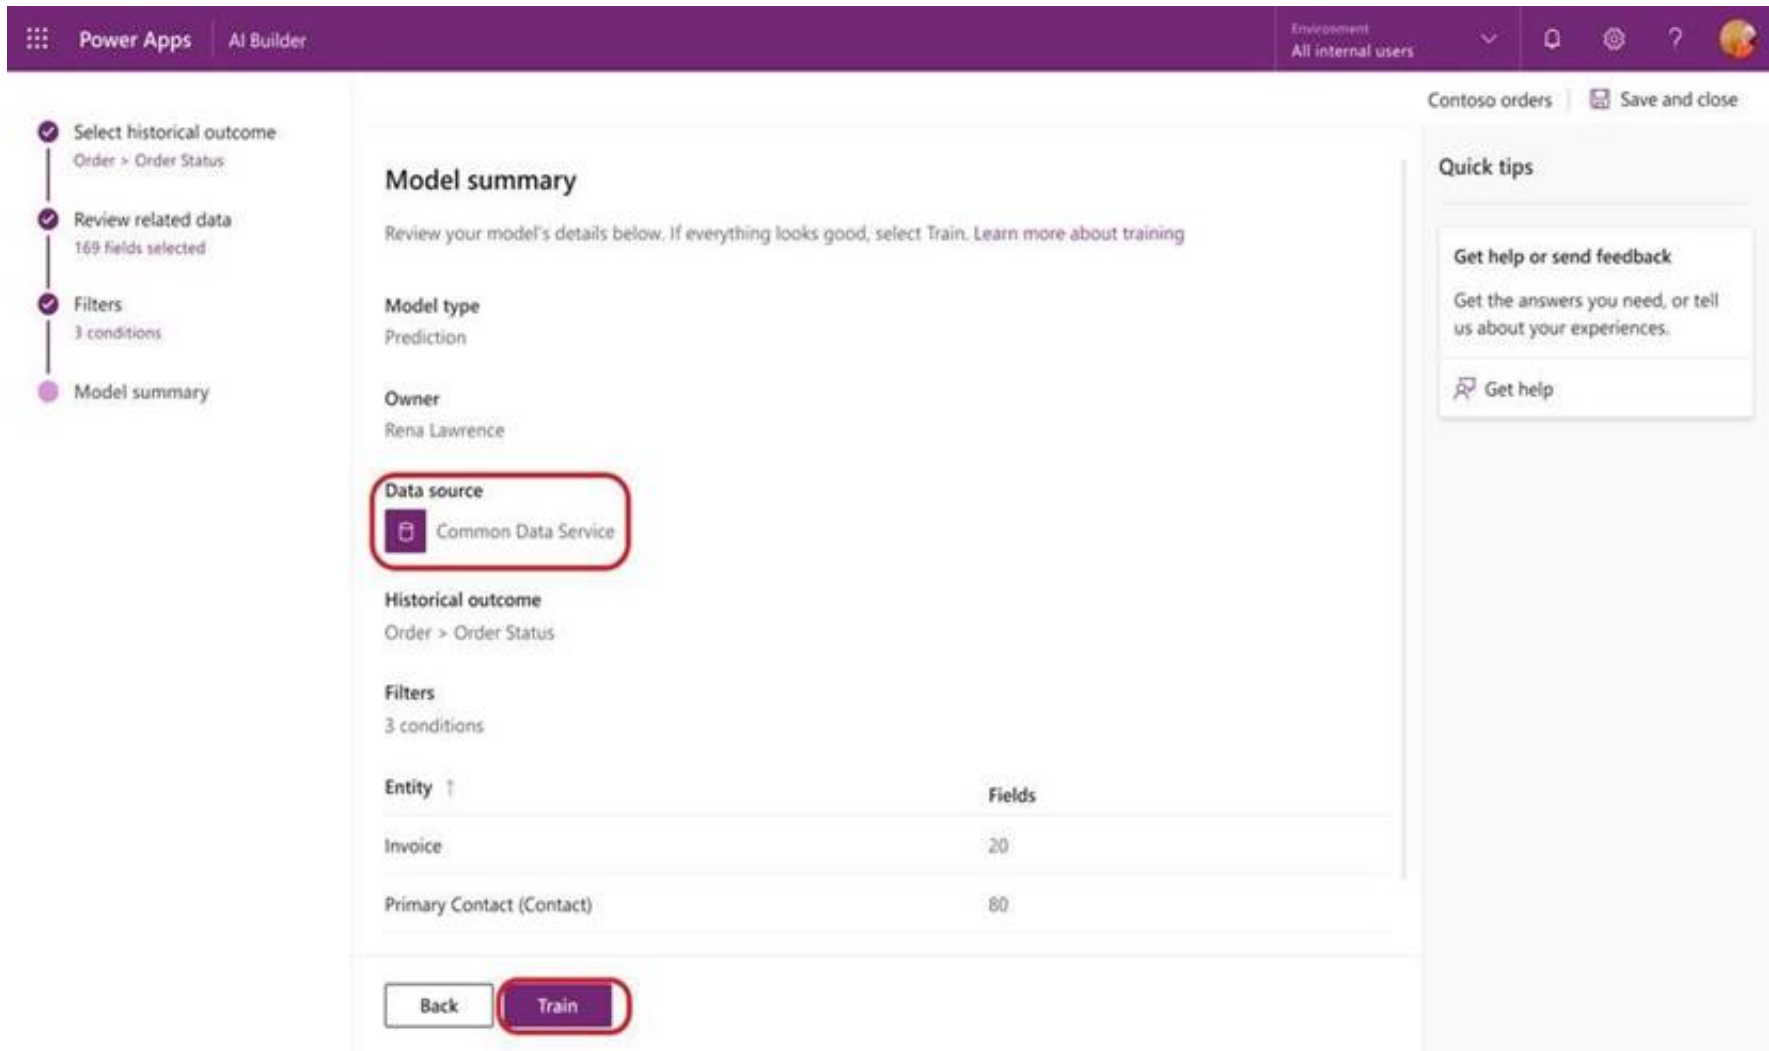 Power Apps
AI Builder
Environment
All internal users
?
Contoso orders
Save and close
Select historical outcome
Order > Order Status
Review related data
169 fields selected
Filters
3 conditions
Model summary
Model summary
Review your model's details below. If everything looks good, select Train. Learn more about training
Model type
Prediction
Owner
Rena Lawrence
Data source
Common Data Service
Historical outcome
Order > Order Status
Filters
3 conditions
Entity ↑ Fields
Invoice 20
Primary Contact (Contact) 80
Back
Train
Quick tips
Get help or send feedback
Get the answers you need, or tell
us about your experiences.
Get help